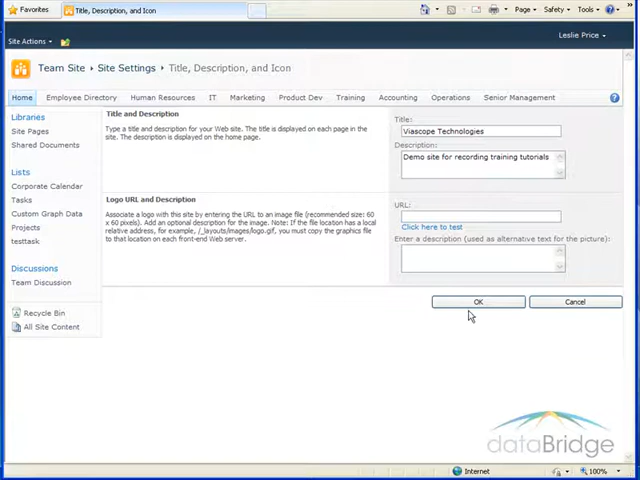 Favorites
Title, Description, and Icon
Page
Safety
Tools
Site Actions
Leslie Price
Team Site
Site Settings
Title, Description, and Icon
Home
Employee Directory
Human Resources
IT
Marketing
Product Dev
Training
Accounting
Operations
Senior Management
Libraries
Site Pages
Shared Documents
Lists
Corporate Calendar
Tasks
Custom Graph Data
Projects
testtask
Discussions
Team Discussion
Recycle Bin
All Site Content
Title and Description
Type a title and description for your Web site. The title is displayed on each page in the
site. The description is displayed on the home page.
Title:
Viascope Technologies
Description:
Demo site for recording training tutorials
Logo URL and Description
Associate a logo with this site by entering the URL to an image file (recommended size: 60
x 60 pixels). Add an optional description for the image. Note: If the file location has a local
relative address, for example, /_layouts/images/logo.gif, you must copy the graphics file
to that location on each front-end Web server.
URL:
Click here to test
Enter a description (used as alternative text for the picture):
OK
Cancel
dataBridge
Internet
100%